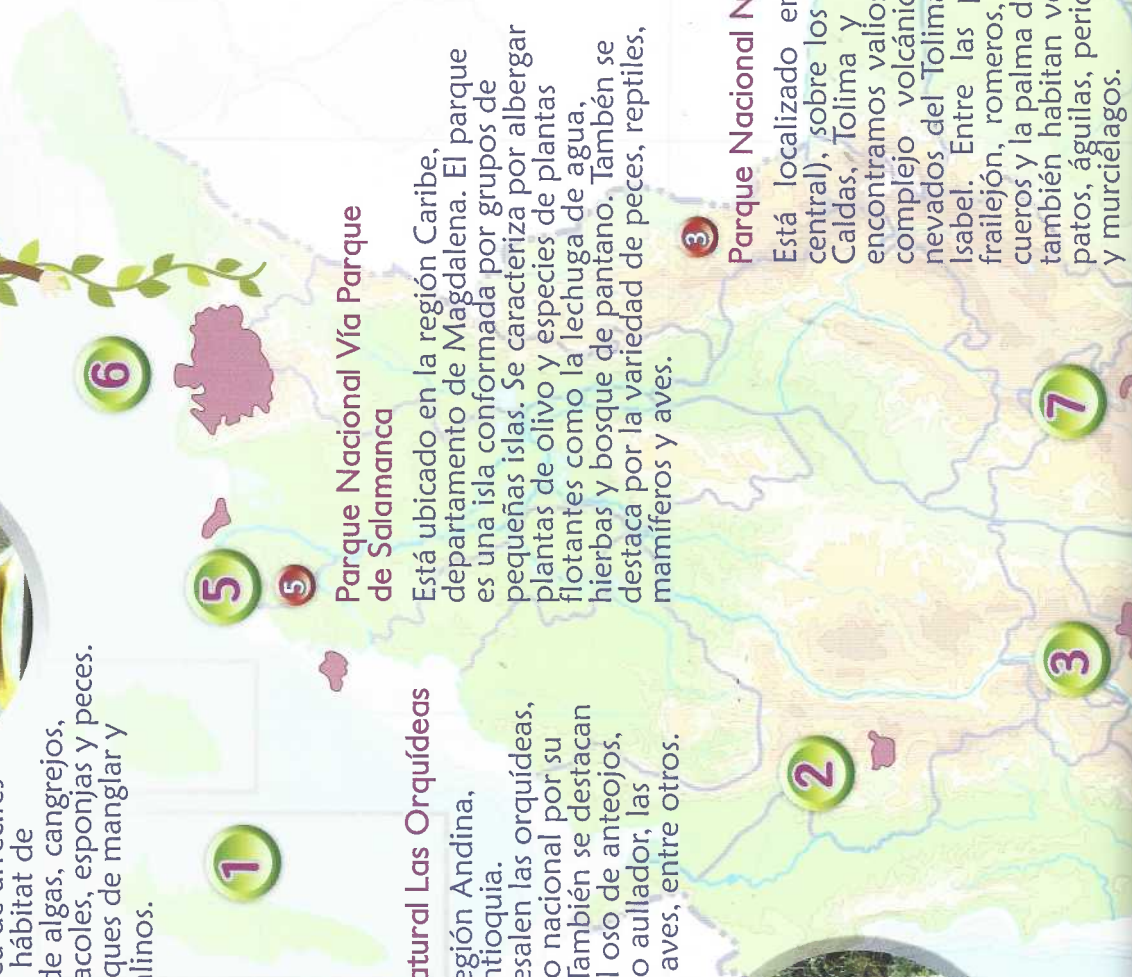 hábitat de
de algas, cangrejos,
acoles, esponjas y peces.
ques de manglar y
linos.
1
atural Las Orquídeas
egión Andina,
ntioquia.
esalen las orquídeas,
o nacional por su
También se destacan
l oso de anteojos,
o aullador, las
aves, entre otros.
6
5
5
Parque Nacional Vía Parque
de Salamanca
Está ubicado en la región Caribe,
departamento de Magdalena. El parque
es una isla conformada por grupos de
pequeñas islas. Se caracteriza por albergar
plantas de olivo y especies de plantas
flotantes como la lechuga de agua,
hierbas y bosque de pantano. Tambén se
destaca por la variedad de peces, reptiles,
mamíferos y aves.
2
3
7
3
Parque Nacional N
Está localizado en
central), sobre los
Caldas, Tolima y
encontramos valios
complejo volcánic
nevados del Tolima
Isabel. Entre las p
frailejón, romeros,
cueros y la palma d
también habitan ve
patos, águilas, peric
y murciélagos.